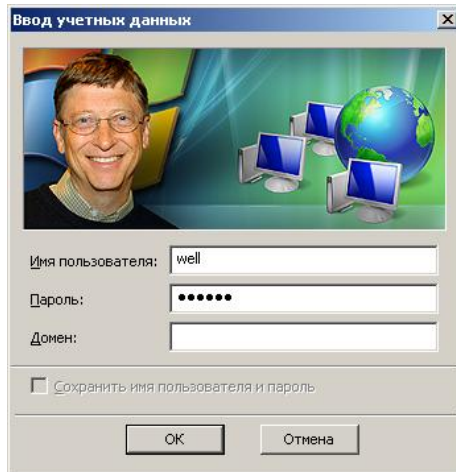 Ввод учетных данных
Имя пользователя: well
Пароль: ●●●●●●
Домен:
Сохранить имя пользователя и пароль
OK Отмена